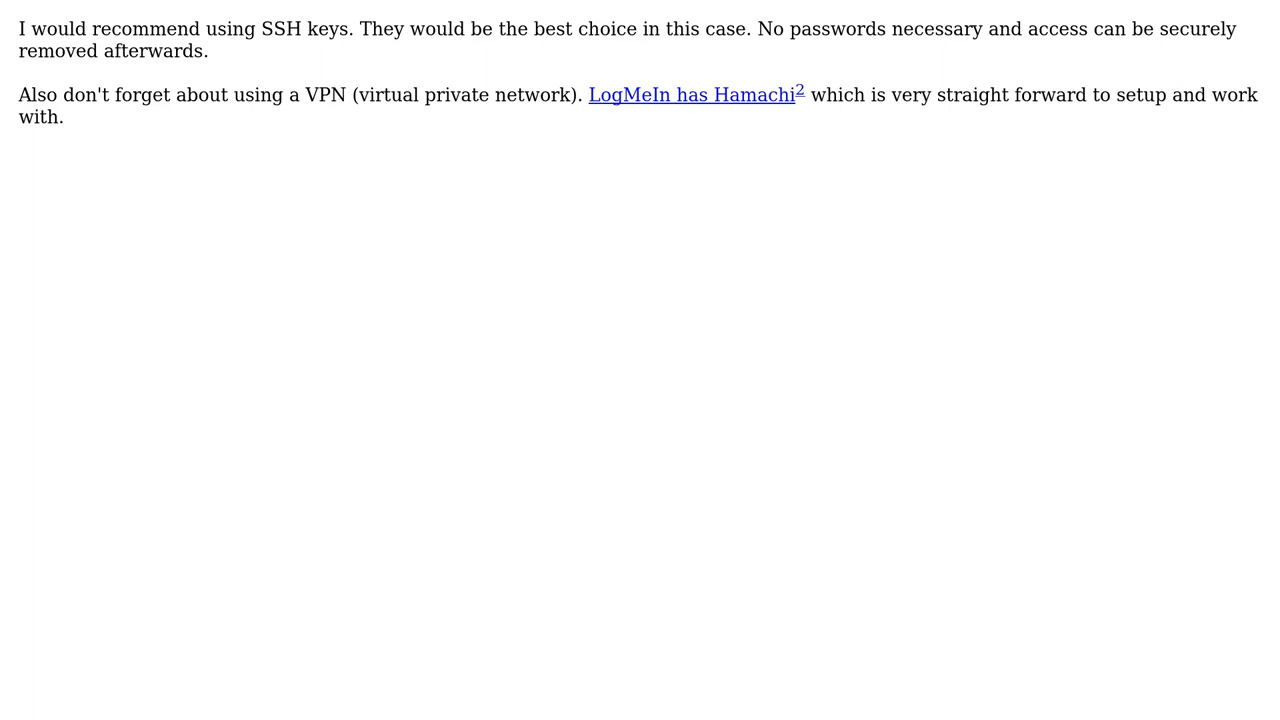 I would recommend using SSH keys. They would be the best choice in this case. No passwords necessary and access can be securely
removed afterwards.
Also don't forget about using a VPN (virtual private network). LogMeIn has Hamachi² which is very straight forward to setup and work
with.